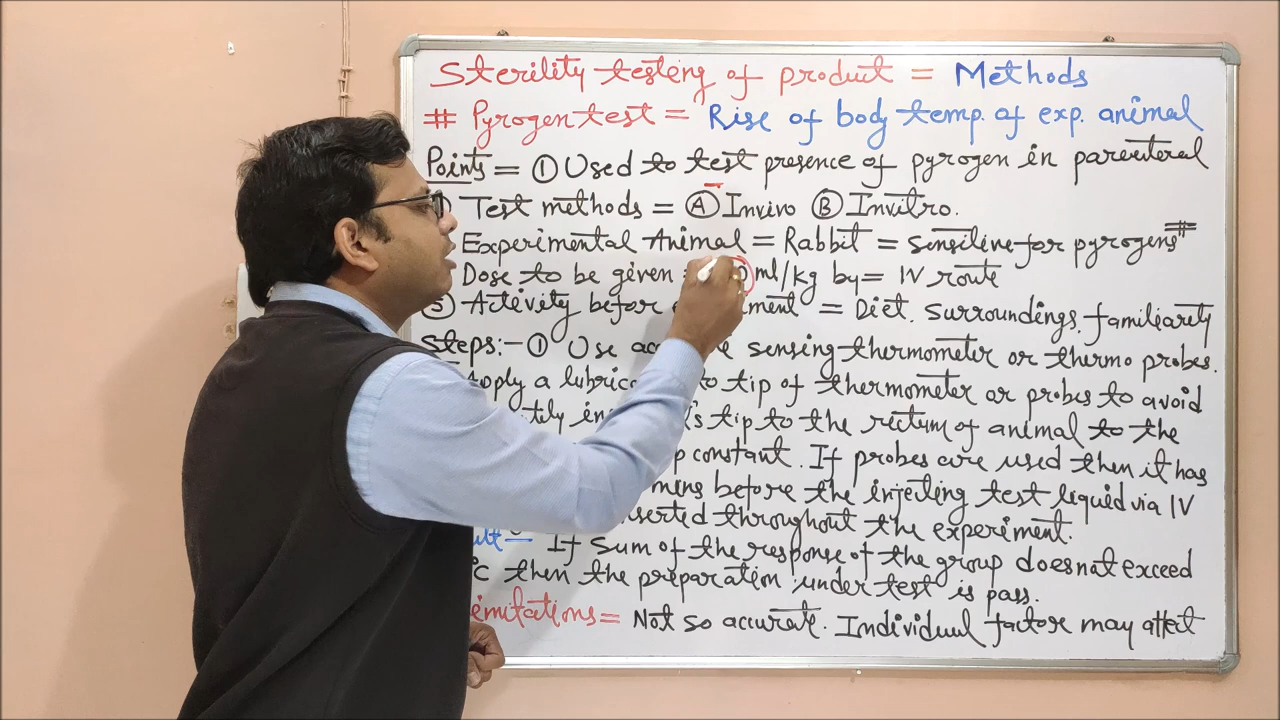 Sterility testing of product = Methods
# Pyrogen test = Rise of body temp. of exp. animal
Points = ① Used to test presence of pyrogen in parenteral
Test methods = Ⓐ Invivo Ⓑ Invitro.
Experimental Animal = Rabbit = sensitive for pyrogens #
Dose to be given ml/kg by = IV route
③ Activity befor = Diet. Surroundings. familiarity
Steps:- ① Use sensing thermometer or thermo probes.
Apply a to tip of thermometer or probes to avoid
tip to the rectum of animal to the
constant. If probes are used then it has
mins before the injecting test liquid via IV
inserted throughout the experiment.
If sum of the response of the group does not exceed
°C then the preparation under test is pass.
Limitations = Not so accurate. Individual factors may affect